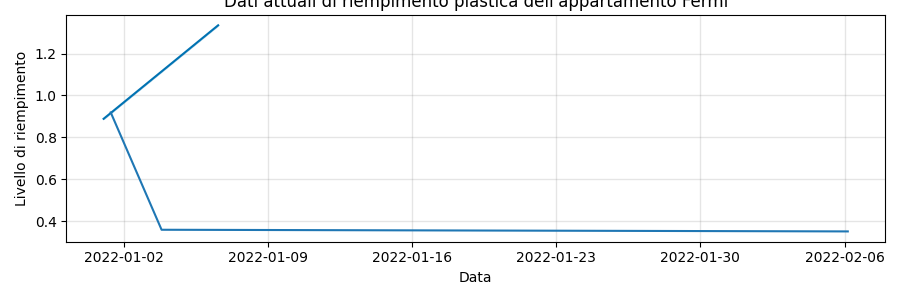 Dati attuali di riempimento plastica dell'appartamento Fermi
Livello di riempimento
1.2
1.0
0.8
0.6
0.4
2022-01-02 2022-01-09 2022-01-16 2022-01-23 2022-01-30 2022-02-06
Data